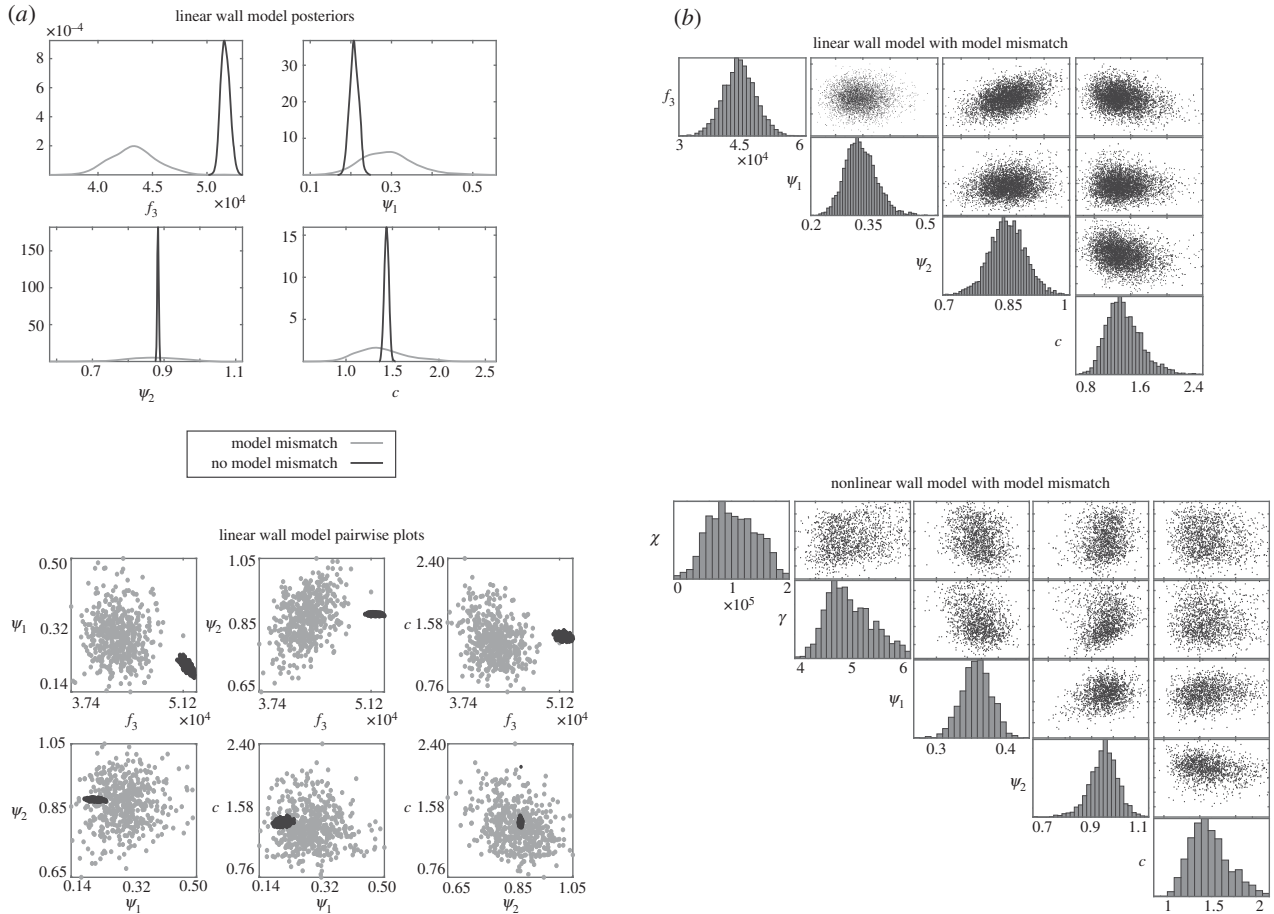 (a)
linear wall model posteriors
×10⁻⁴
8
6
4
2
4.0 4.5 5.0
f₃ ×10⁴
30
20
10
0.1 0.3 0.5
ψ₁
150
100
50
0.7 0.9 1.1
ψ₂
15
10
5
1.0 1.5 2.0 2.5
c
model mismatch
no model mismatch
linear wall model pairwise plots
0.50
ψ₁ 0.32
0.14
3.74 5.12
f₃ ×10⁴
1.05
ψ₂ 0.85
0.65
3.74 5.12
f₃ ×10⁴
2.40
c 1.58
0.76
3.74 5.12
f₃ ×10⁴
1.05
ψ₂ 0.85
0.65
0.14 0.32 0.50
ψ₁
2.40
c 1.58
0.76
0.14 0.32 0.50
ψ₁
2.40
c 1.58
0.76
0.65 0.85 1.05
ψ₂
(b)
linear wall model with model mismatch
f₃
3 4.5 6
×10⁴
ψ₁
0.2 0.35 0.5
ψ₂
0.7 0.85 1
c
0.8 1.6 2.4
nonlinear wall model with model mismatch
χ
0 1 2
×10⁵
γ
4 5 6
ψ₁
0.3 0.4
ψ₂
0.7 0.9 1.1
c
1 1.5 2